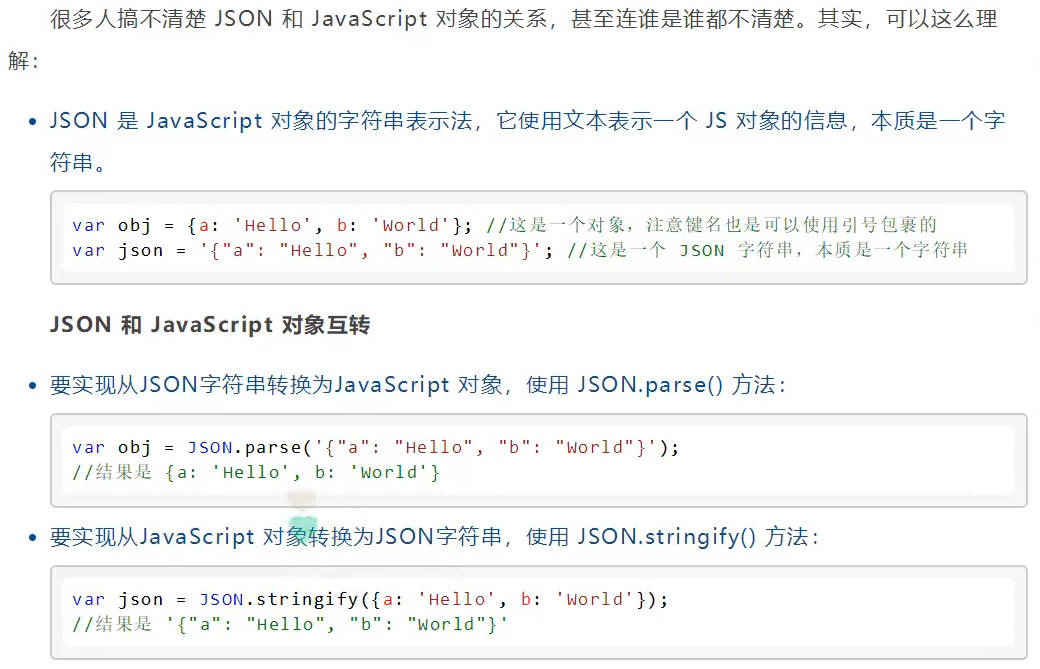 很多人搞不清楚 JSON 和 JavaScript 对象的关系，甚至连谁是谁都不清楚。其实，可以这么理
解：
JSON 是 JavaScript 对象的字符串表示法，它使用文本表示一个 JS 对象的信息，本质是一个字
符串。
var obj = {a: 'Hello', b: 'World'}; //这是一个对象，注意键名也是可以使用引号包裹的
var json = '{"a": "Hello", "b": "World"}'; //这是一个 JSON 字符串，本质是一个字符串
JSON 和 JavaScript 对象互转
要实现从JSON字符串转换为JavaScript 对象，使用 JSON.parse() 方法：
var obj = JSON.parse('{"a": "Hello", "b": "World"}');
//结果是 {a: 'Hello', b: 'World'}
要实现从JavaScript 对象转换为JSON字符串，使用 JSON.stringify() 方法：
var json = JSON.stringify({a: 'Hello', b: 'World'});
//结果是 '{"a": "Hello", "b": "World"}'